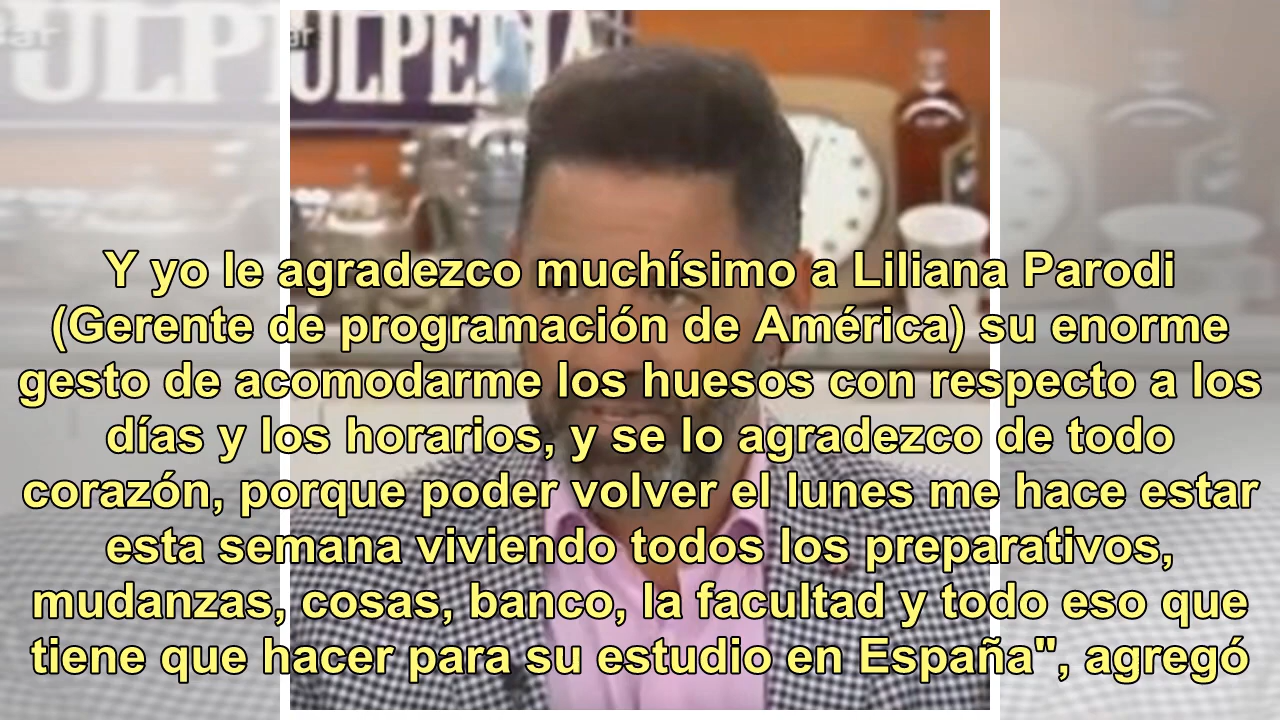 ULPERIA
Y yo le agradezco muchísimo a Liliana Parodi
(Gerente de programación de América) su enorme
gesto de acomodarme los huesos con respecto a los
días y los horarios, y se lo agradezco de todo
corazón, porque poder volver el lunes me hace estar
esta semana viviendo todos los preparativos,
mudanzas, cosas, banco, la facultad y todo eso que
tiene que hacer para su estudio en España", agregó